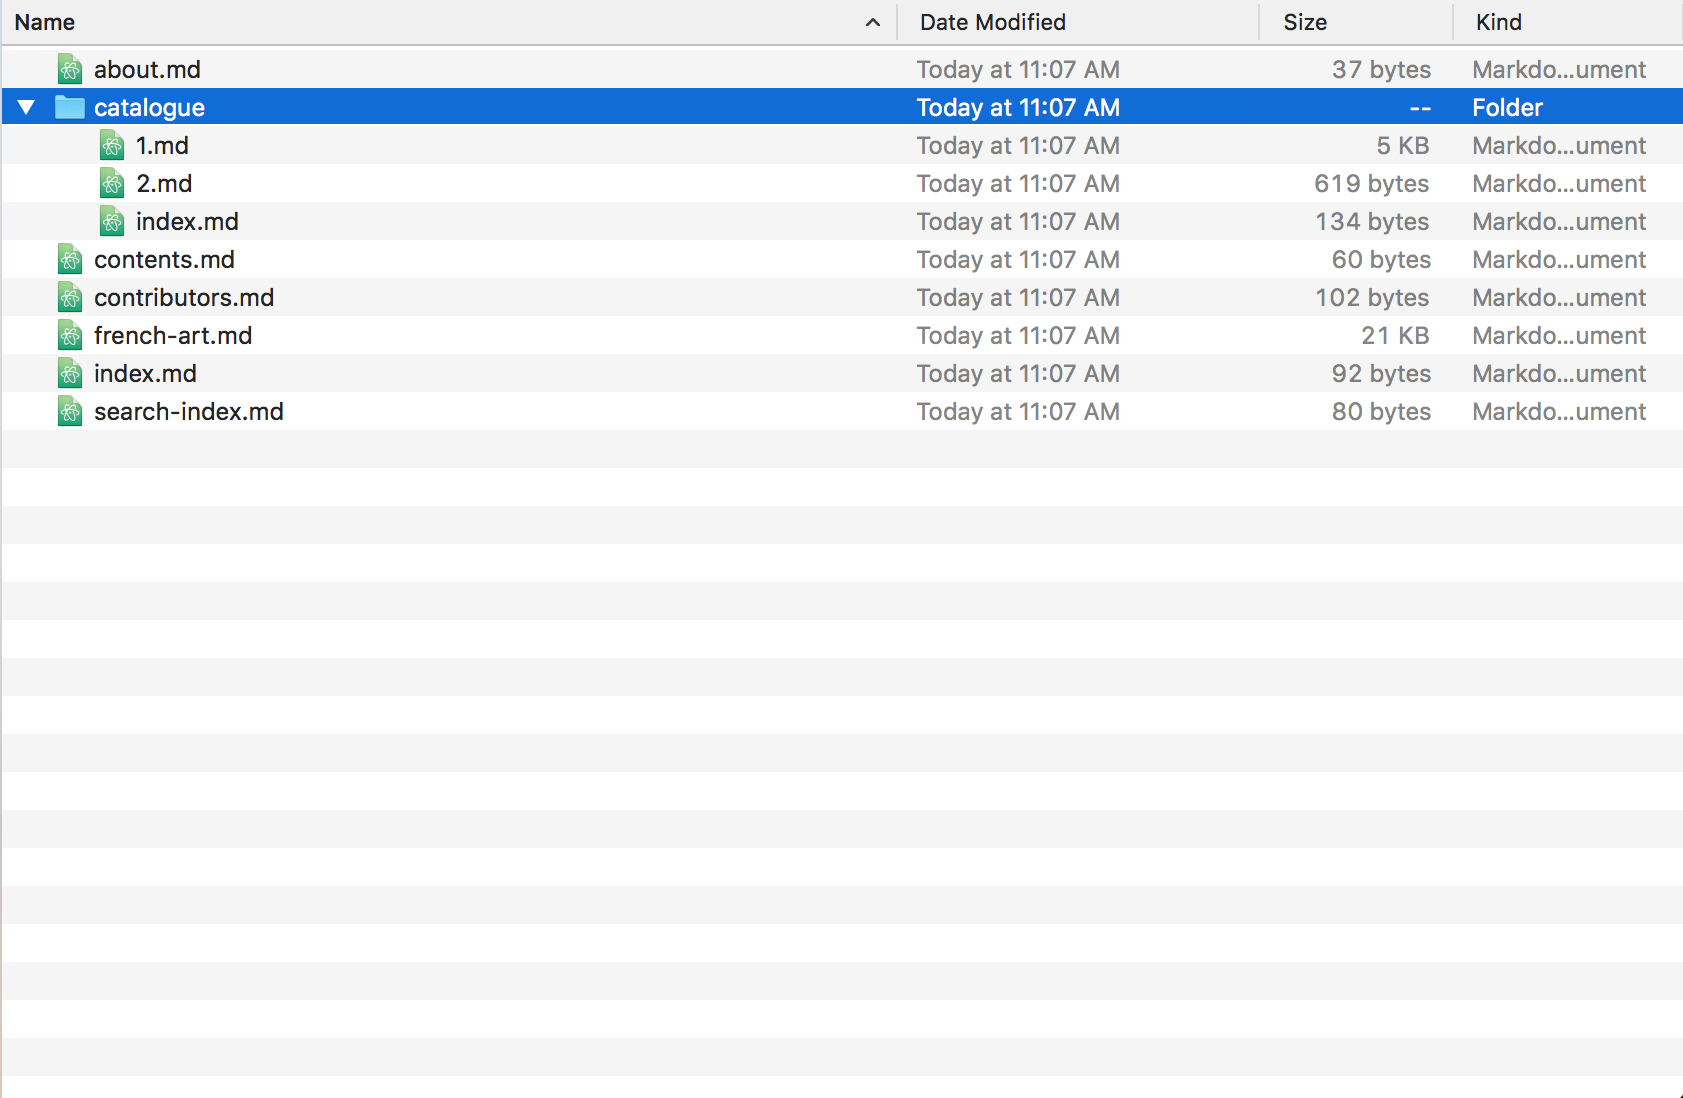 Name Date Modified Size Kind
about.md Today at 11:07 AM 37 bytes Markdo...ument
catalogue Today at 11:07 AM -- Folder
1.md Today at 11:07 AM 5 KB Markdo...ument
2.md Today at 11:07 AM 619 bytes Markdo...ument
index.md Today at 11:07 AM 134 bytes Markdo...ument
contents.md Today at 11:07 AM 60 bytes Markdo...ument
contributors.md Today at 11:07 AM 102 bytes Markdo...ument
french-art.md Today at 11:07 AM 21 KB Markdo...ument
index.md Today at 11:07 AM 92 bytes Markdo...ument
search-index.md Today at 11:07 AM 80 bytes Markdo...ument